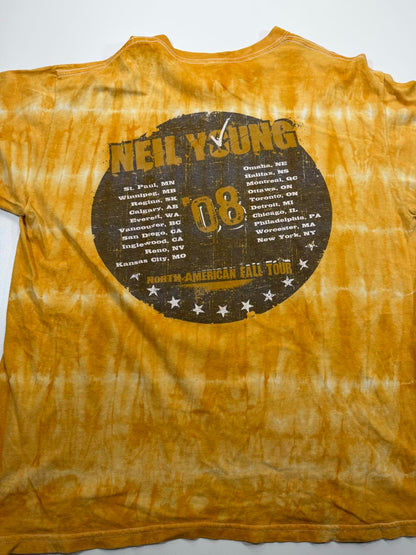 NEIL YOUNG
St. Paul, MN
Winnipeg, MB
Regina, SK
Calgary, AB
Everett, WA
Vancouver, BC
San Diego, CA
Inglewood, CA
Reno, NV
Kansas City, MO
'08
Omaha, NE
Halifax, NS
Montreal, QC
Ottawa, ON
Toronto, ON
Detroit, MI
Chicago, IL
Philadelphia, PA
Worcester, MA
New York, NY
NORTH AMERICAN FALL TOUR